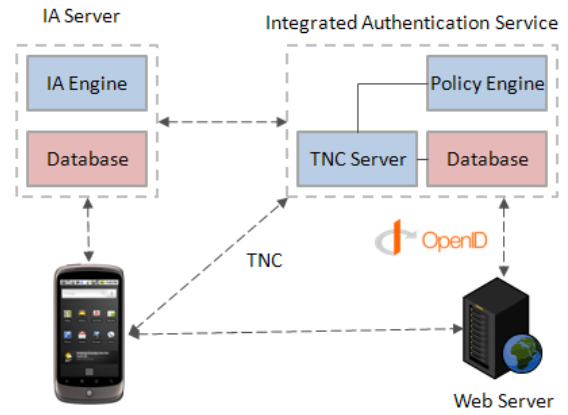 IA Server
Integrated Authentication Service
IA Engine
Policy Engine
Database
TNC Server
Database
OpenID
TNC
Web Server